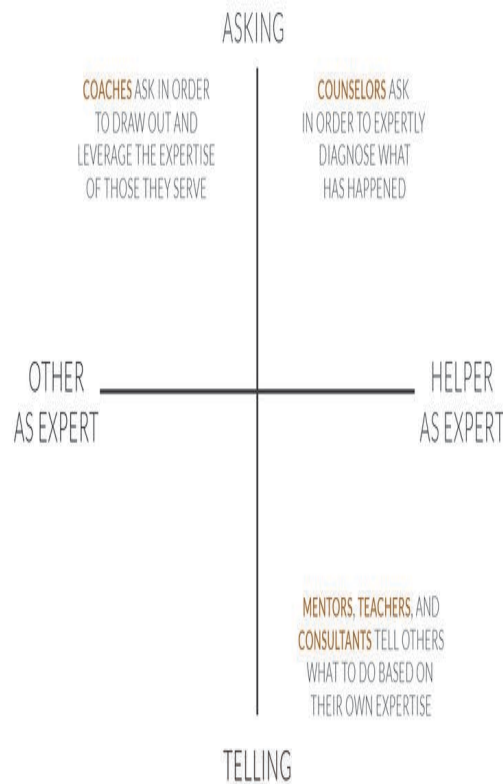 ASKING
COACHES ASK IN ORDER
TO DRAW OUT AND
LEVERAGE THE EXPERTISE
OF THOSE THEY SERVE
COUNSELORS ASK
IN ORDER TO EXPERTLY
DIAGNOSE WHAT
HAS HAPPENED
OTHER
AS EXPERT
HELPER
AS EXPERT
MENTORS, TEACHERS, AND
CONSULTANTS TELL OTHERS
WHAT TO DO BASED ON
THEIR OWN EXPERTISE
TELLING